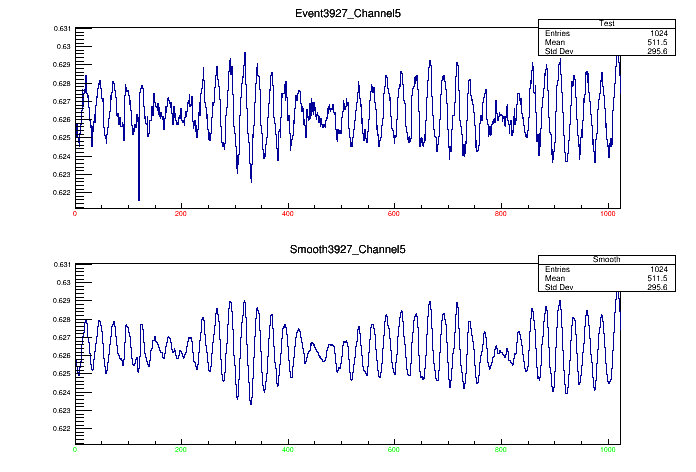 Event3927_Channel5
Test
Entries 1024
Mean 511.5
Std Dev 295.6
0.631
0.63
0.629
0.628
0.627
0.626
0.625
0.624
0.623
0.622
0 200 400 600 800 1000
Smooth3927_Channel5
Smooth
Entries 1024
Mean 511.5
Std Dev 295.6
0.631
0.63
0.629
0.628
0.627
0.626
0.625
0.624
0.623
0.622
0 200 400 600 800 1000